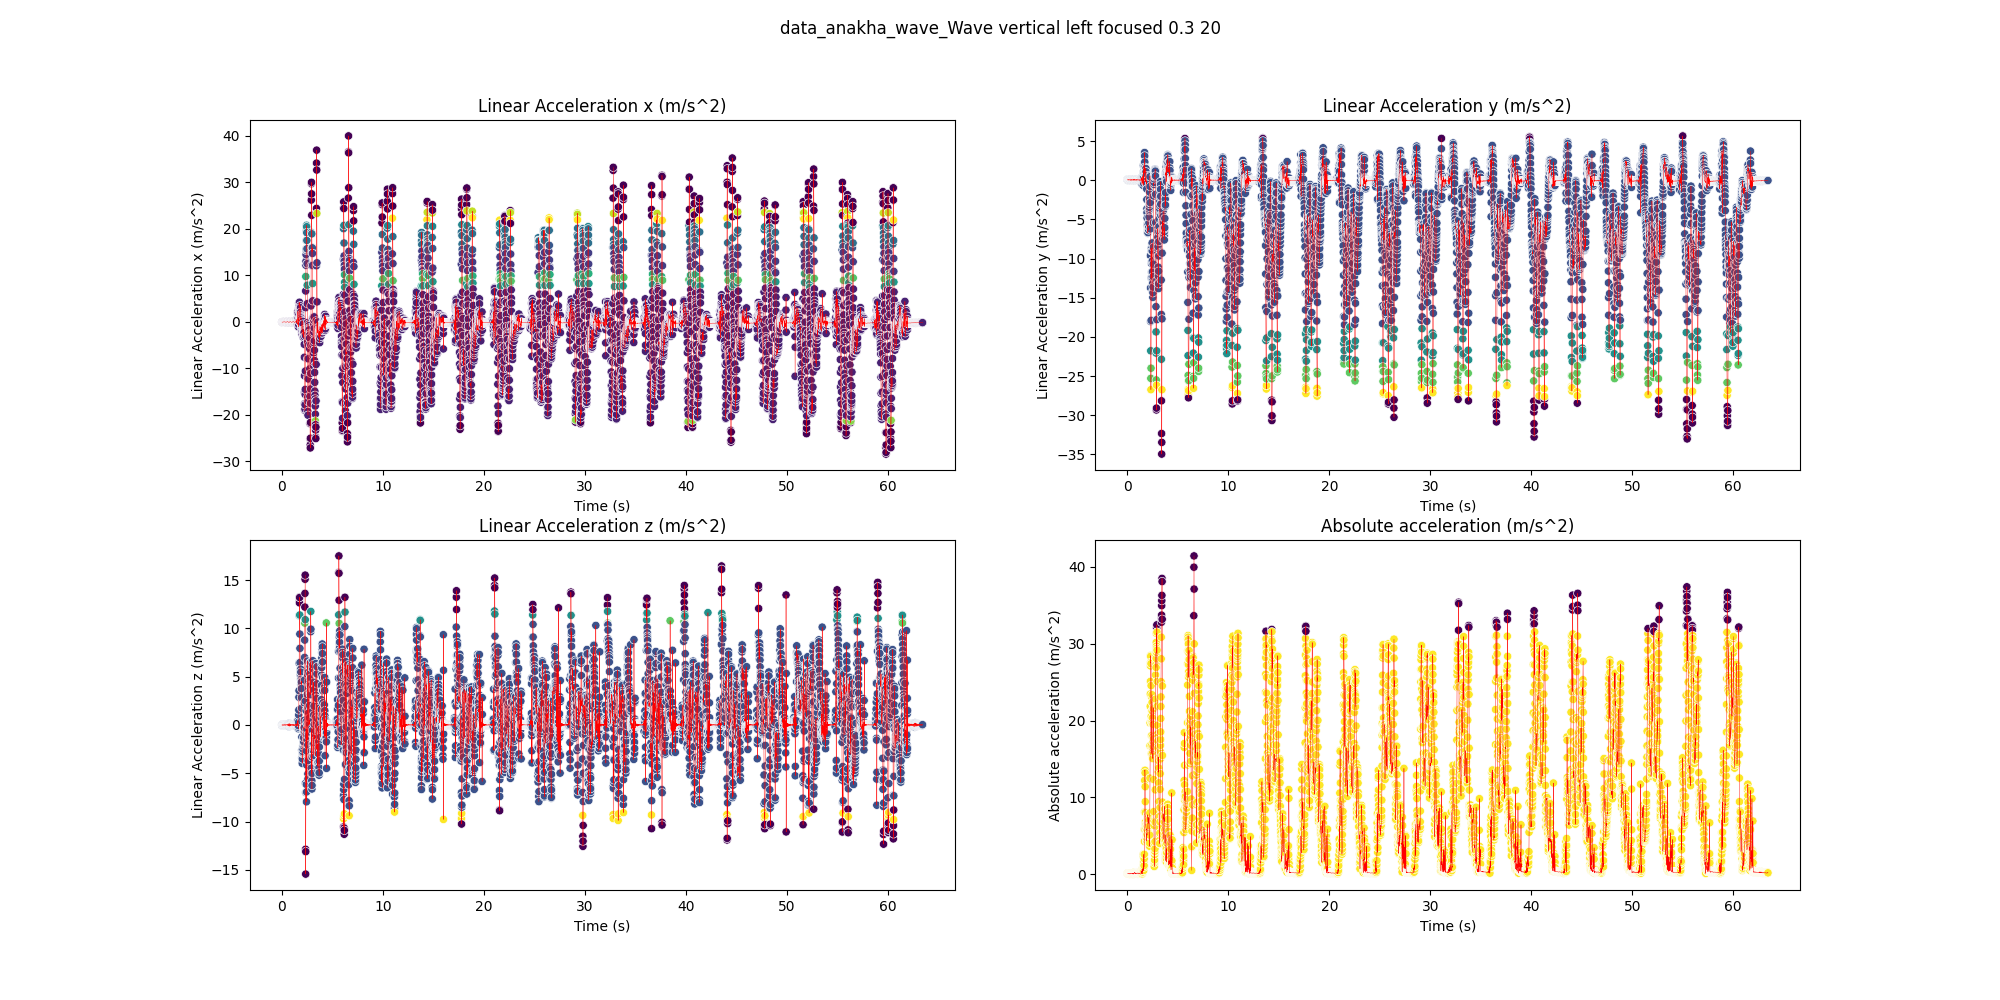 data_anakha_wave_Wave vertical left focused 0.3 20
Linear Acceleration x (m/s^2)
Linear Acceleration x (m/s^2)
40
30
20
10
0
−10
−20
−30
0 10 20 30 40 50 60
Time (s)
Linear Acceleration y (m/s^2)
Linear Acceleration y (m/s^2)
5
0
−5
−10
−15
−20
−25
−30
−35
0 10 20 30 40 50 60
Time (s)
Linear Acceleration z (m/s^2)
Linear Acceleration z (m/s^2)
15
10
5
0
−5
−10
−15
0 10 20 30 40 50 60
Time (s)
Absolute acceleration (m/s^2)
Absolute acceleration (m/s^2)
40
30
20
10
0
0 10 20 30 40 50 60
Time (s)